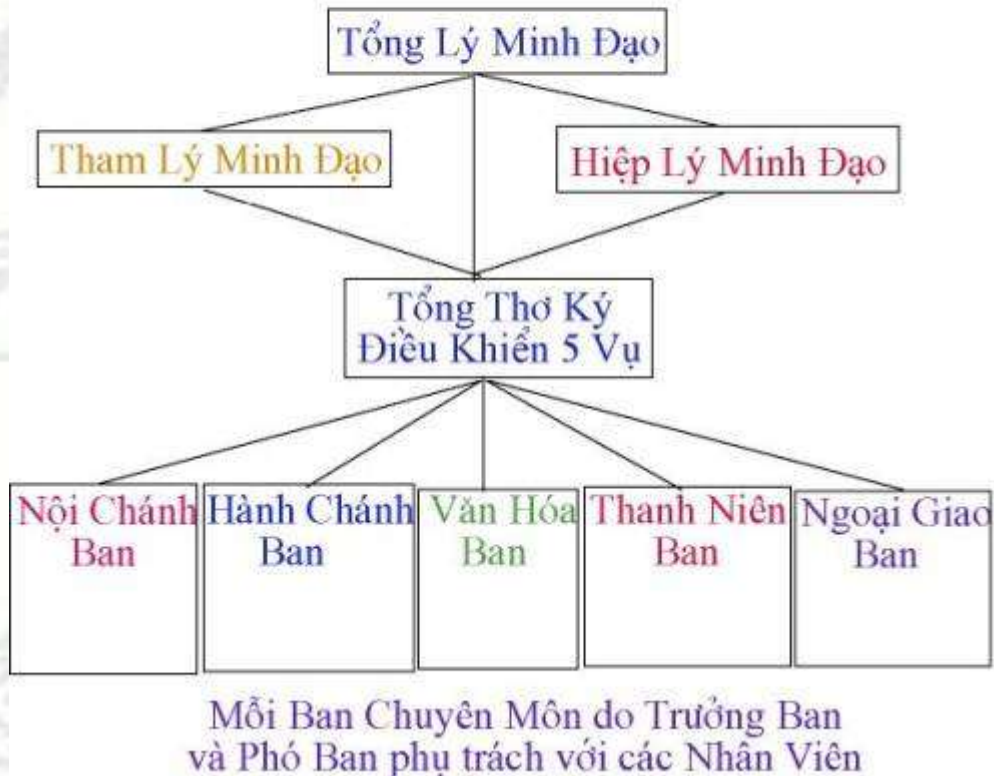 Tổng Lý Minh Đạo
Tham Lý Minh Đạo
Hiệp Lý Minh Đạo
Tổng Thơ Ký
Điều Khiển 5 Vụ
Nội Chánh
Ban
Hành Chánh
Ban
Văn Hóa
Ban
Thanh Niên
Ban
Ngoại Giao
Ban
Mỗi Ban Chuyên Môn do Trưởng Ban
và Phó Ban phụ trách với các Nhân Viên